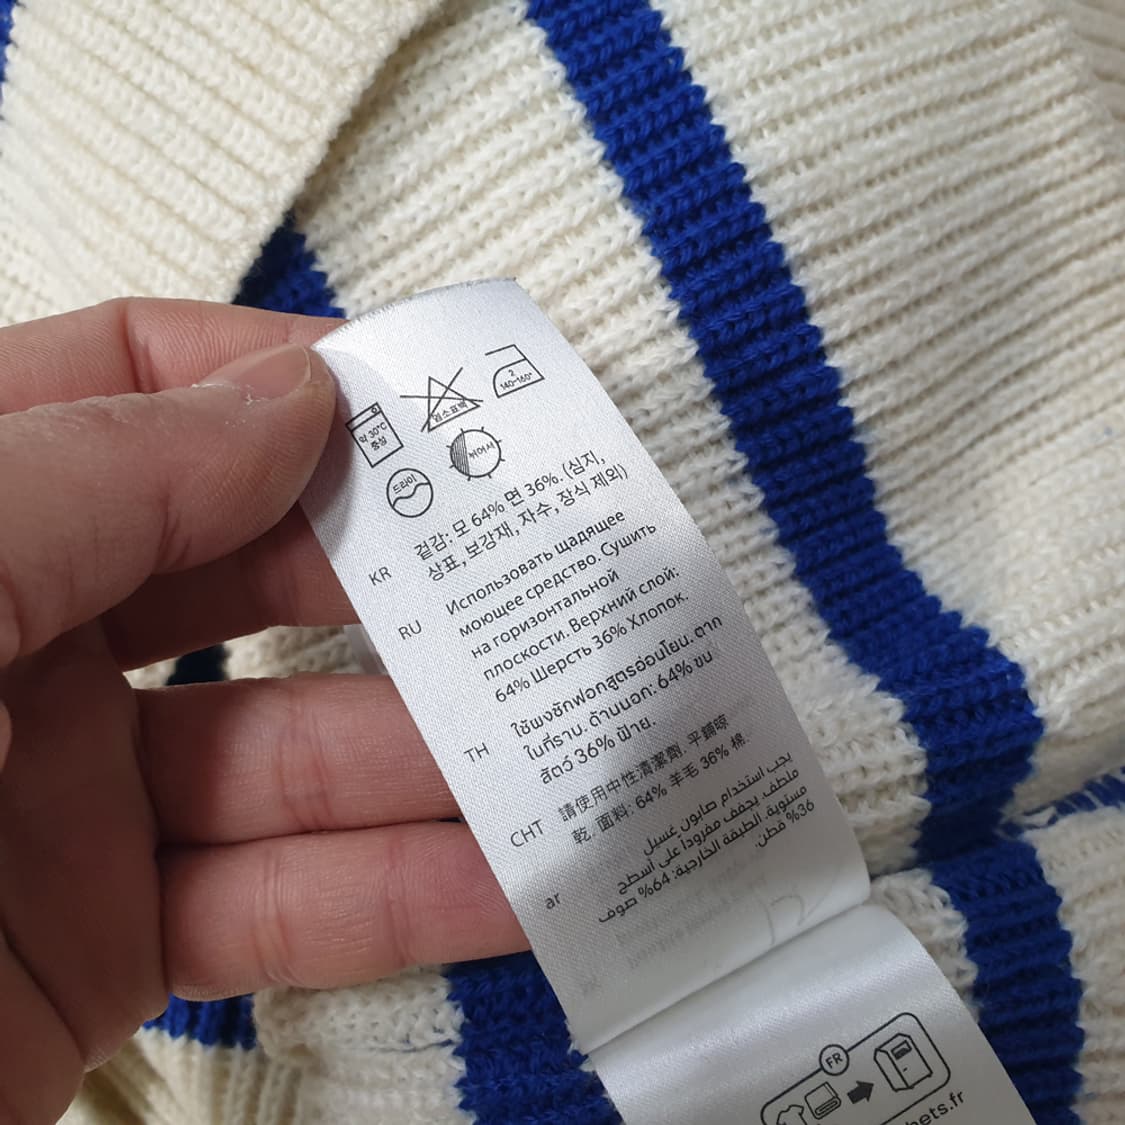 약 30°C
중성
염소표백
2
140~160°
드라이
뉘어서
KR
겉감: 모 64% 면 36%. (심지,
상표, 보강재, 자수, 장식 제외)
RU
Использовать щадящее
моющее средство. Сушить
на горизонтальной
плоскости. Верхний слой:
64% Шерсть 36% Хлопок.
TH
ใช้ผงซักฟอกสูตรอ่อนโยน. ตาก
ในที่ราบ. ด้านนอก: 64% ขน
สัตว์ 36% ฝ้าย.
CHT
請使用中性清潔劑. 平鋪晾
乾. 面料: 64% 羊毛 36% 棉.
ar
يجب استخدام صابون غسيل
ملطف. يجفف مفروداً على أسطح
مستوية. الطبقة الخارجية: 64% صوف
36% قطن.
FR